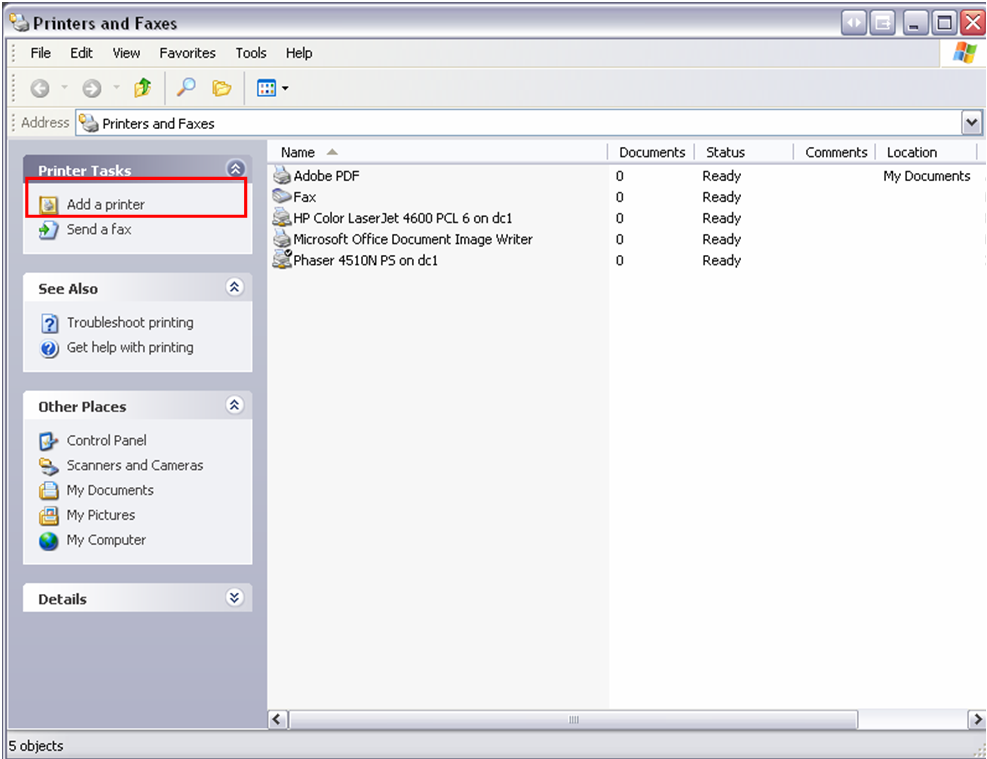 Printers and Faxes
File Edit View Favorites Tools Help
Address Printers and Faxes
Printer Tasks
Add a printer
Send a fax
See Also
Troubleshoot printing
Get help with printing
Other Places
Control Panel
Scanners and Cameras
My Documents
My Pictures
My Computer
Details
Name Documents Status Comments Location
Adobe PDF 0 Ready My Documents
Fax 0 Ready
HP Color LaserJet 4600 PCL 6 on dc1 0 Ready
Microsoft Office Document Image Writer 0 Ready
Phaser 4510N PS on dc1 0 Ready
5 objects